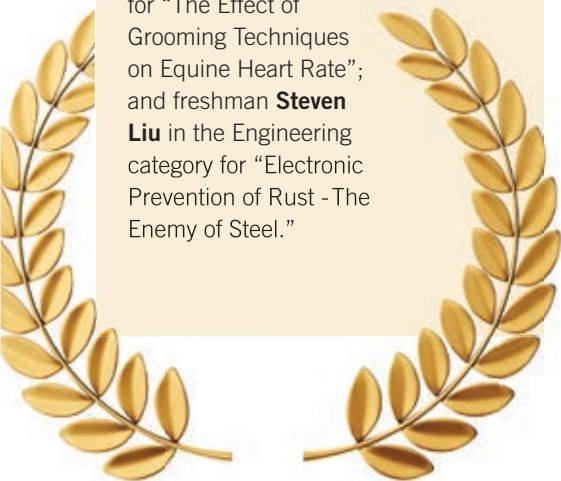 for “The Effect of
Grooming Techniques
on Equine Heart Rate”;
and freshman Steven
Liu in the Engineering
category for “Electronic
Prevention of Rust - The
Enemy of Steel.”